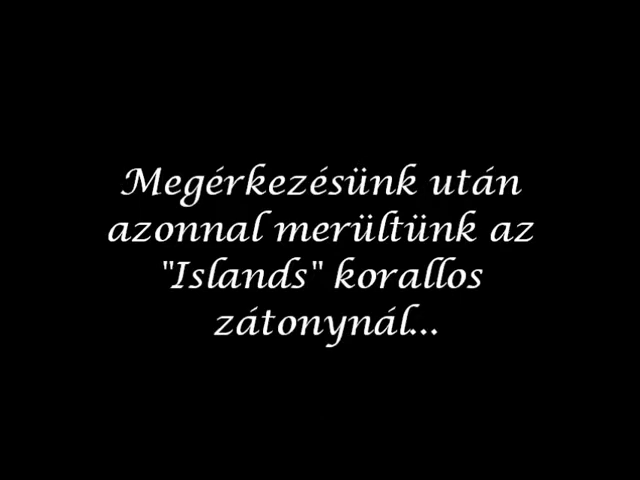 Megérkezésünk után
azonnal merültünk az
"Islands" korallos
zátonynál...